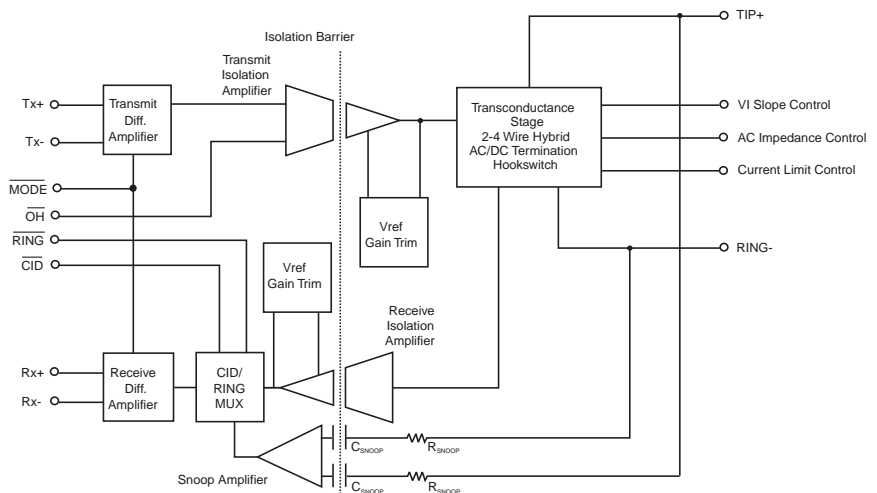 TIP+
Isolation Barrier
Transmit
Isolation
Amplifier
Tx+
Tx-
Transmit
Diff.
Amplifier
Transconductance
Stage
2-4 Wire Hybrid
AC/DC Termination
Hookswitch
VI Slope Control
AC Impedance Control
Current Limit Control
MODE
OH
RING
CID
Vref
Gain Trim
RING-
Vref
Gain Trim
Receive
Isolation
Amplifier
Rx+
Rx-
Receive
Diff.
Amplifier
CID/
RING
MUX
CSNOOP
RSNOOP
Snoop Amplifier
CSNOOP
RSNOOP